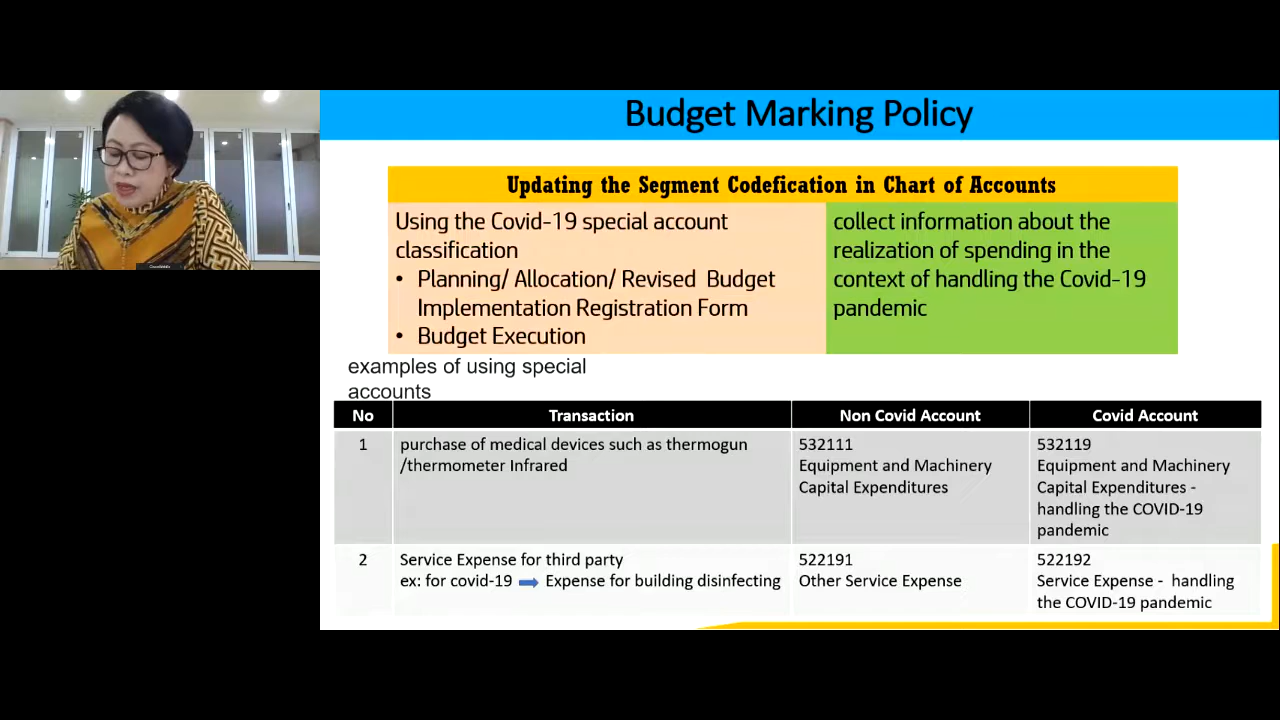 Budget Marking Policy
Updating the Segment Codefication in Chart of Accounts
Using the Covid-19 special account
classification
• Planning/ Allocation/ Revised Budget
Implementation Registration Form
• Budget Execution
collect information about the
realization of spending in the
context of handling the Covid-19
pandemic
examples of using special
accounts
No Transaction Non Covid Account Covid Account
1 purchase of medical devices such as thermogun
/thermometer Infrared
532111
Equipment and Machinery
Capital Expenditures
532119
Equipment and Machinery
Capital Expenditures -
handling the COVID-19
pandemic
2 Service Expense for third party
ex: for covid-19 ➡ Expense for building disinfecting
522191
Other Service Expense
522192
Service Expense - handling
the COVID-19 pandemic